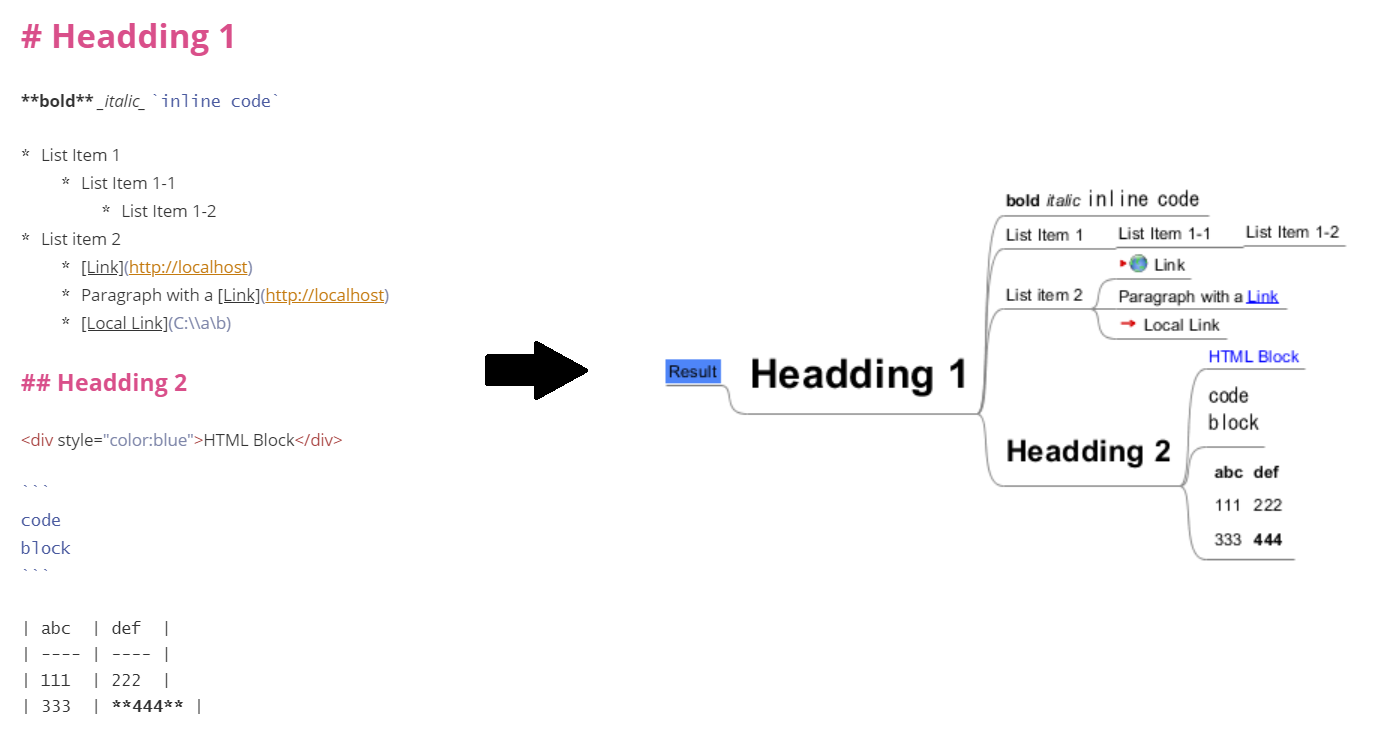 # Headding 1
**bold** _italic_ `inline code`
* List Item 1
* List Item 1-1
* List Item 1-2
* List item 2
* [Link](http://localhost)
* Paragraph with a [Link](http://localhost)
* [Local Link](C:\\a\b)
## Headding 2
<div style="color:blue">HTML Block</div>
```
code
block
```
| abc  | def  |
| ---- | ---- |
| 111  | 222  |
| 333  | **444** |
Result
Headding 1
bold italic inline code
List Item 1 List Item 1-1 List Item 1-2
List item 2
Link
Paragraph with a Link
Local Link
Headding 2
HTML Block
code
block
abc def
111 222
333 444